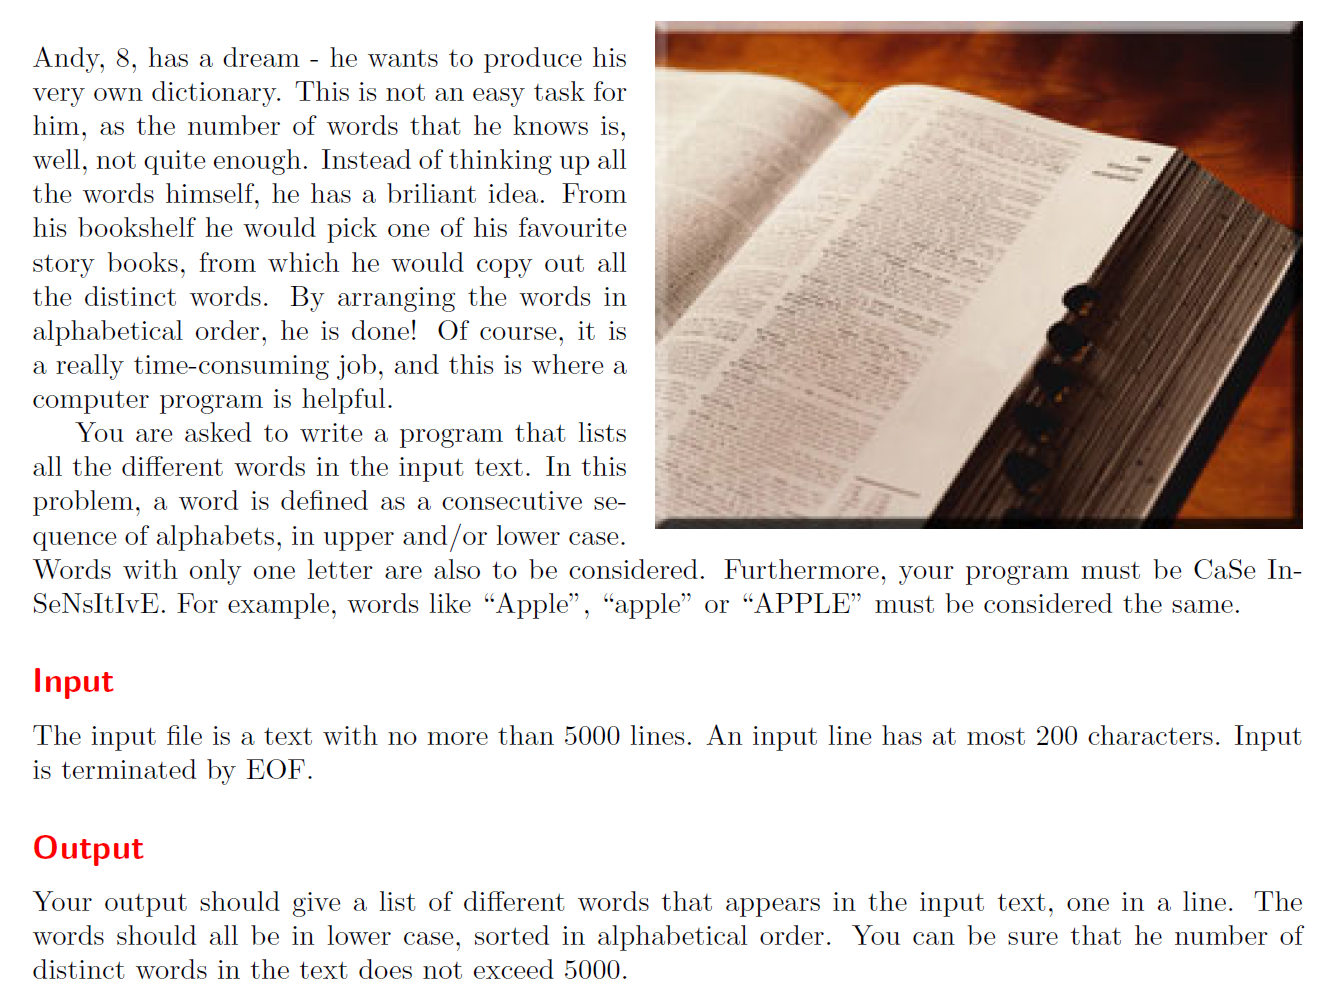 Andy, 8, has a dream - he wants to produce his
very own dictionary. This is not an easy task for
him, as the number of words that he knows is,
well, not quite enough. Instead of thinking up all
the words himself, he has a briliant idea. From
his bookshelf he would pick one of his favourite
story books, from which he would copy out all
the distinct words. By arranging the words in
alphabetical order, he is done! Of course, it is
a really time-consuming job, and this is where a
computer program is helpful.
You are asked to write a program that lists
all the different words in the input text. In this
problem, a word is defined as a consecutive se-
quence of alphabets, in upper and/or lower case.
Words with only one letter are also to be considered. Furthermore, your program must be CaSe In-
SeNsItIvE. For example, words like “Apple”, “apple” or “APPLE” must be considered the same.
Input
The input file is a text with no more than 5000 lines. An input line has at most 200 characters. Input
is terminated by EOF.
Output
Your output should give a list of different words that appears in the input text, one in a line. The
words should all be in lower case, sorted in alphabetical order. You can be sure that he number of
distinct words in the text does not exceed 5000.